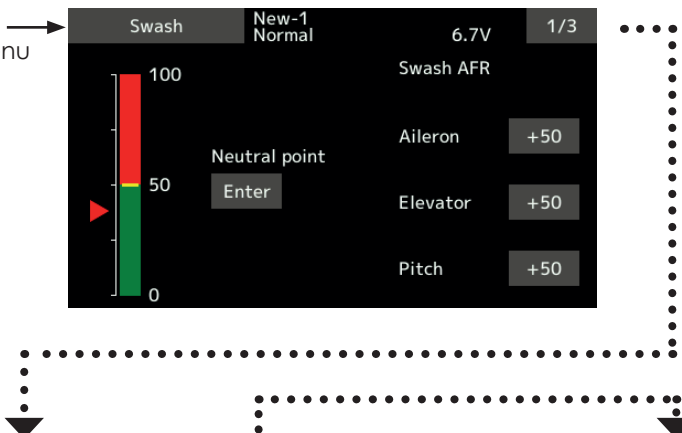 Swash
New-1
Normal
6.7V
1/3
nu
Swash AFR
100
Aileron
+50
Neutral point
50
Enter
Elevator
+50
Pitch
+50
0